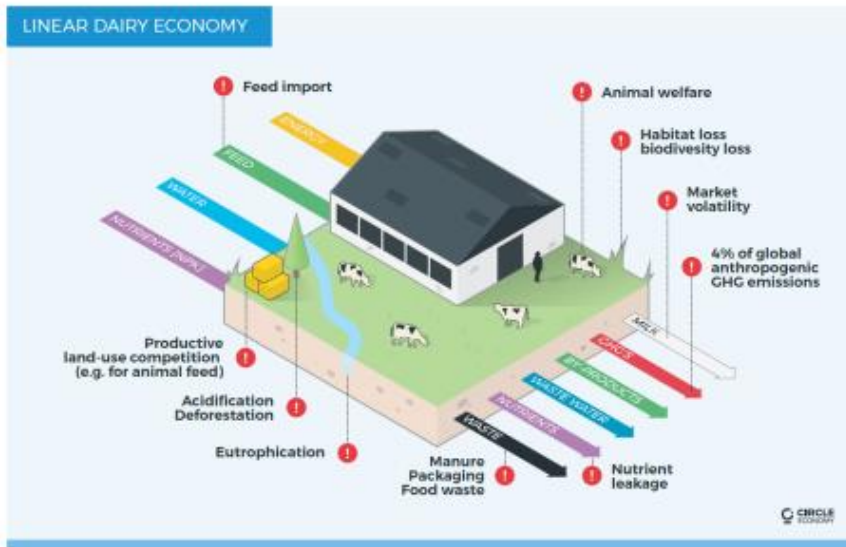 LINEAR DAIRY ECONOMY
Feed import
Animal welfare
ENERGY
Habitat loss
biodivesity loss
FEED
Market
volatility
WATER
4% of global
anthropogenic
GHG emissions
NUTRIENTS [NPK]
MILK
Productive
land-use competition
(e.g. for animal feed)
GHG'S
BY-PRODUCTS
Acidification
Deforestation
WASTE WATER
NUTRIENTS
Eutrophication
WASTE
Manure
Packaging
Food waste
Nutrient
leakage
CIRCLE
ECONOMY